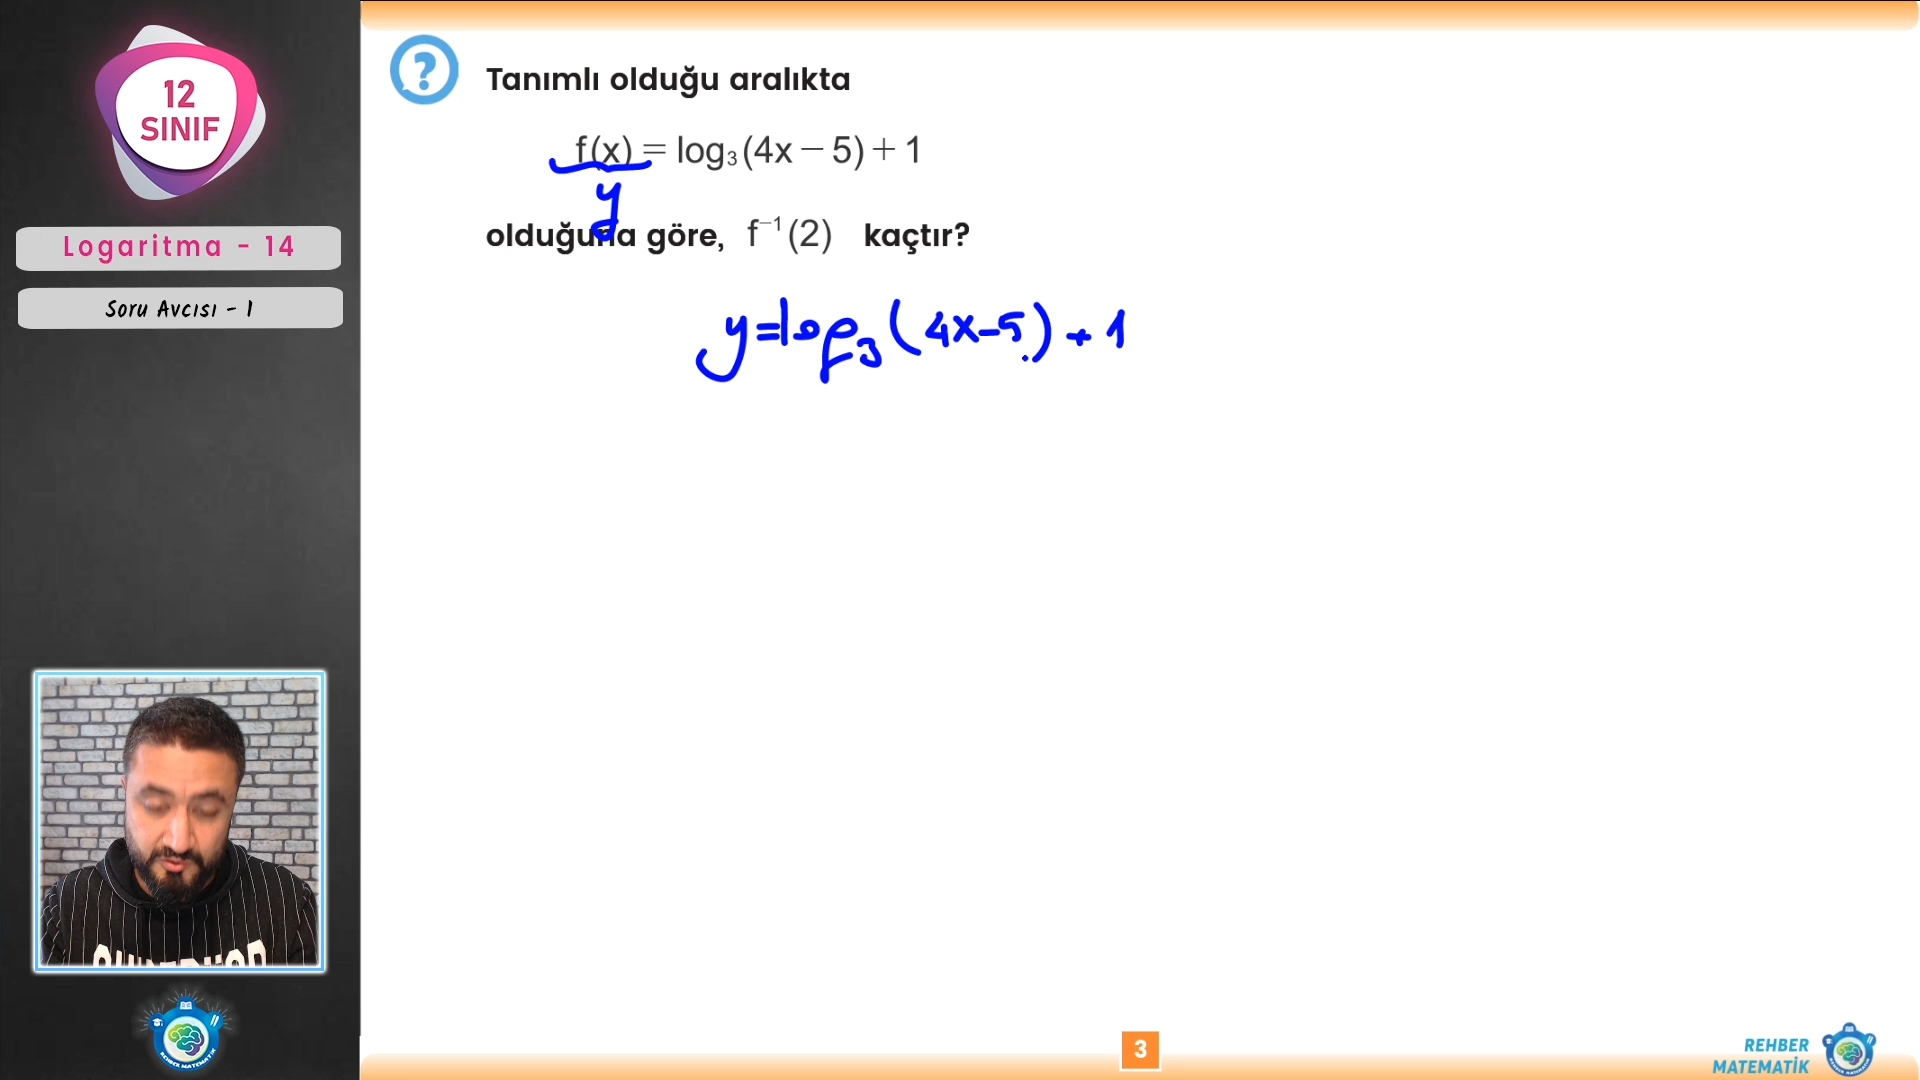 12
SINIF
Logaritma - 14
Soru Avcısı - 1
Tanımlı olduğu aralıkta
f(x) = log₃(4x − 5) + 1
y
olduğuna göre, f⁻¹(2) kaçtır?
y=log₃(4x-5)+1
3
REHBER
MATEMATİK